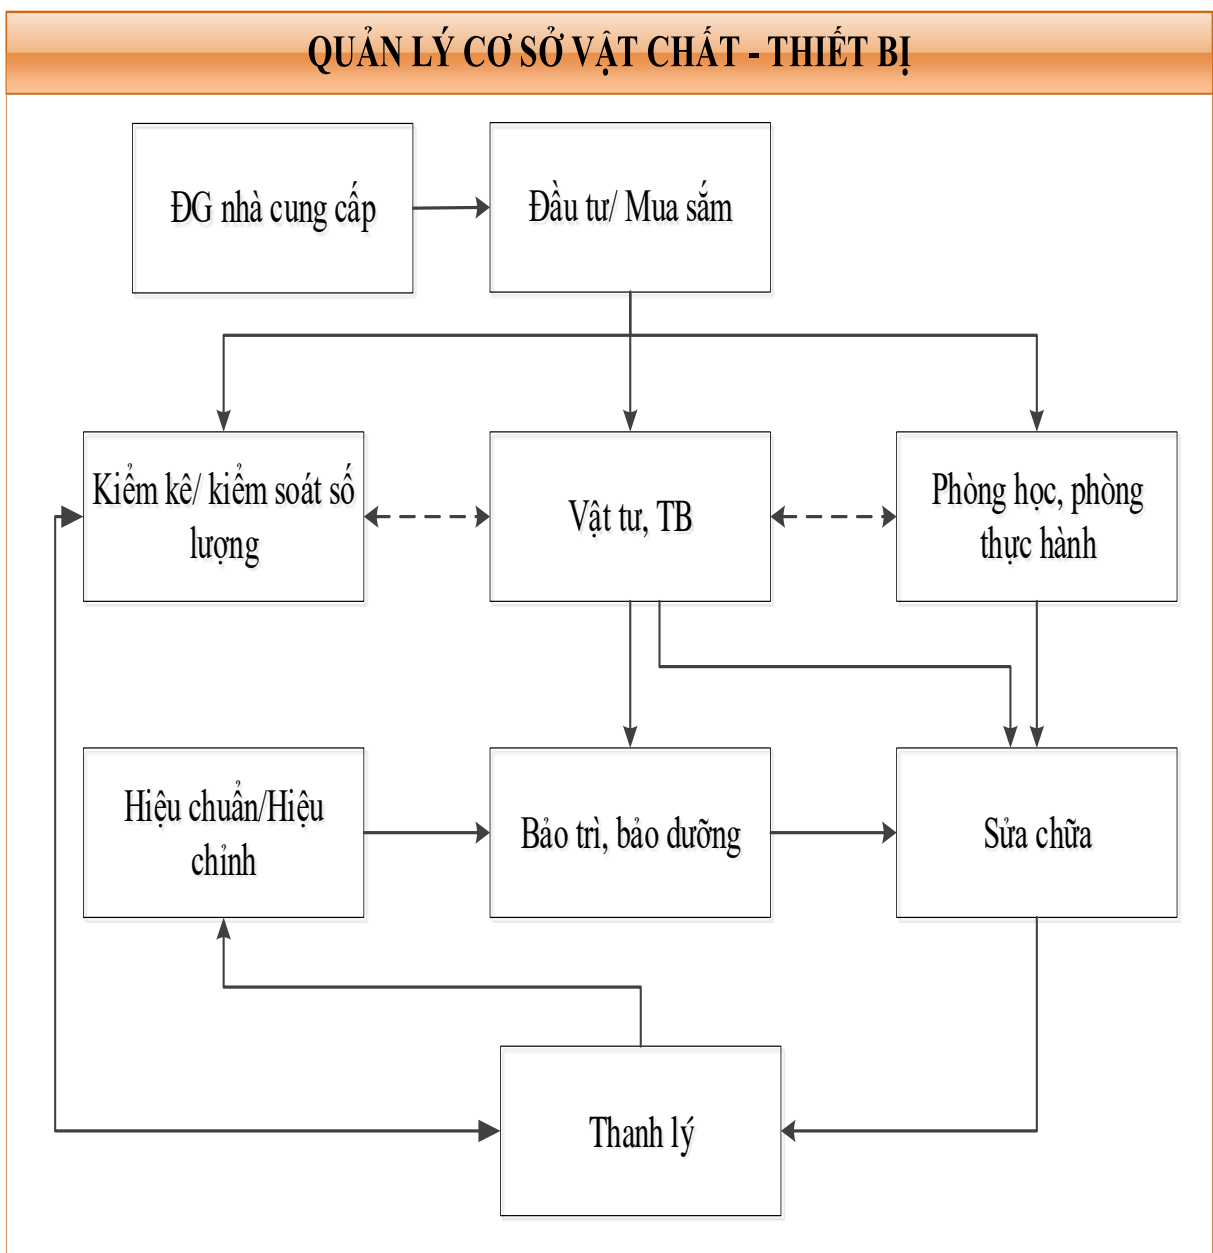 QUẢN LÝ CƠ SỞ VẬT CHẤT - THIẾT BỊ
ĐG nhà cung cấp
Đầu tư/ Mua sắm
Kiểm kê/ kiểm soát số
lượng
Vật tư, TB
Phòng học, phòng
thực hành
Hiệu chuẩn/Hiệu
chỉnh
Bảo trì, bảo dưỡng
Sửa chữa
Thanh lý